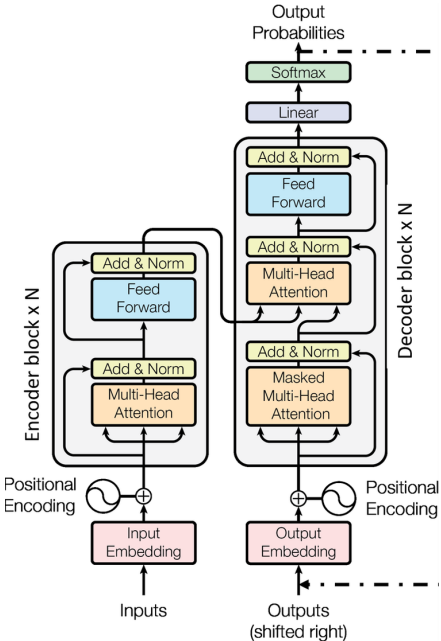 Output
Probabilities
Softmax
Linear
Add & Norm
Feed
Forward
Add & Norm
Multi-Head
Attention
Add & Norm
Masked
Multi-Head
Attention
Decoder block x N
Encoder block x N
Add & Norm
Feed
Forward
Add & Norm
Multi-Head
Attention
Positional
Encoding
Positional
Encoding
Input
Embedding
Output
Embedding
Inputs
Outputs
(shifted right)